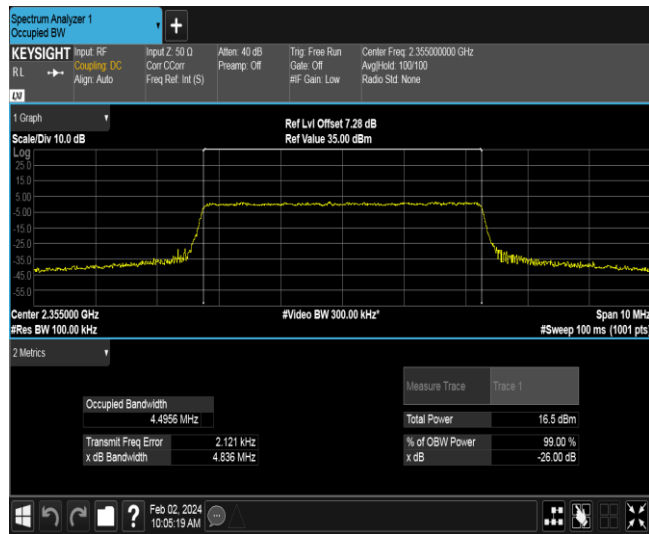 Spectrum Analyzer 1
Occupied BW
KEYSIGHT
RL
LXI
Input: RF
Coupling: DC
Align: Auto
Input Z: 50 Ω
Corr CCorr
Freq Ref: Int (S)
Atten: 40 dB
Preamp: Off
Trig: Free Run
Gate: Off
#IF Gain: Low
Center Freq: 2.355000000 GHz
Avg|Hold: 100/100
Radio Std: None
1 Graph
Scale/Div 10.0 dB
Ref Lvl Offset 7.28 dB
Ref Value 35.00 dBm
Log
25.0
15.0
5.00
-5.00
-15.0
-25.0
-35.0
-45.0
-55.0
Center 2.355000 GHz
#Video BW 300.00 kHz*
Span 10 MHz
#Res BW 100.00 kHz
#Sweep 100 ms (1001 pts)
2 Metrics
Measure Trace Trace 1
Occupied Bandwidth
4.4956 MHz
Total Power 16.5 dBm
Transmit Freq Error 2.121 kHz
% of OBW Power 99.00 %
x dB Bandwidth 4.836 MHz
x dB -26.00 dB
?
Feb 02, 2024
10:05:19 AM